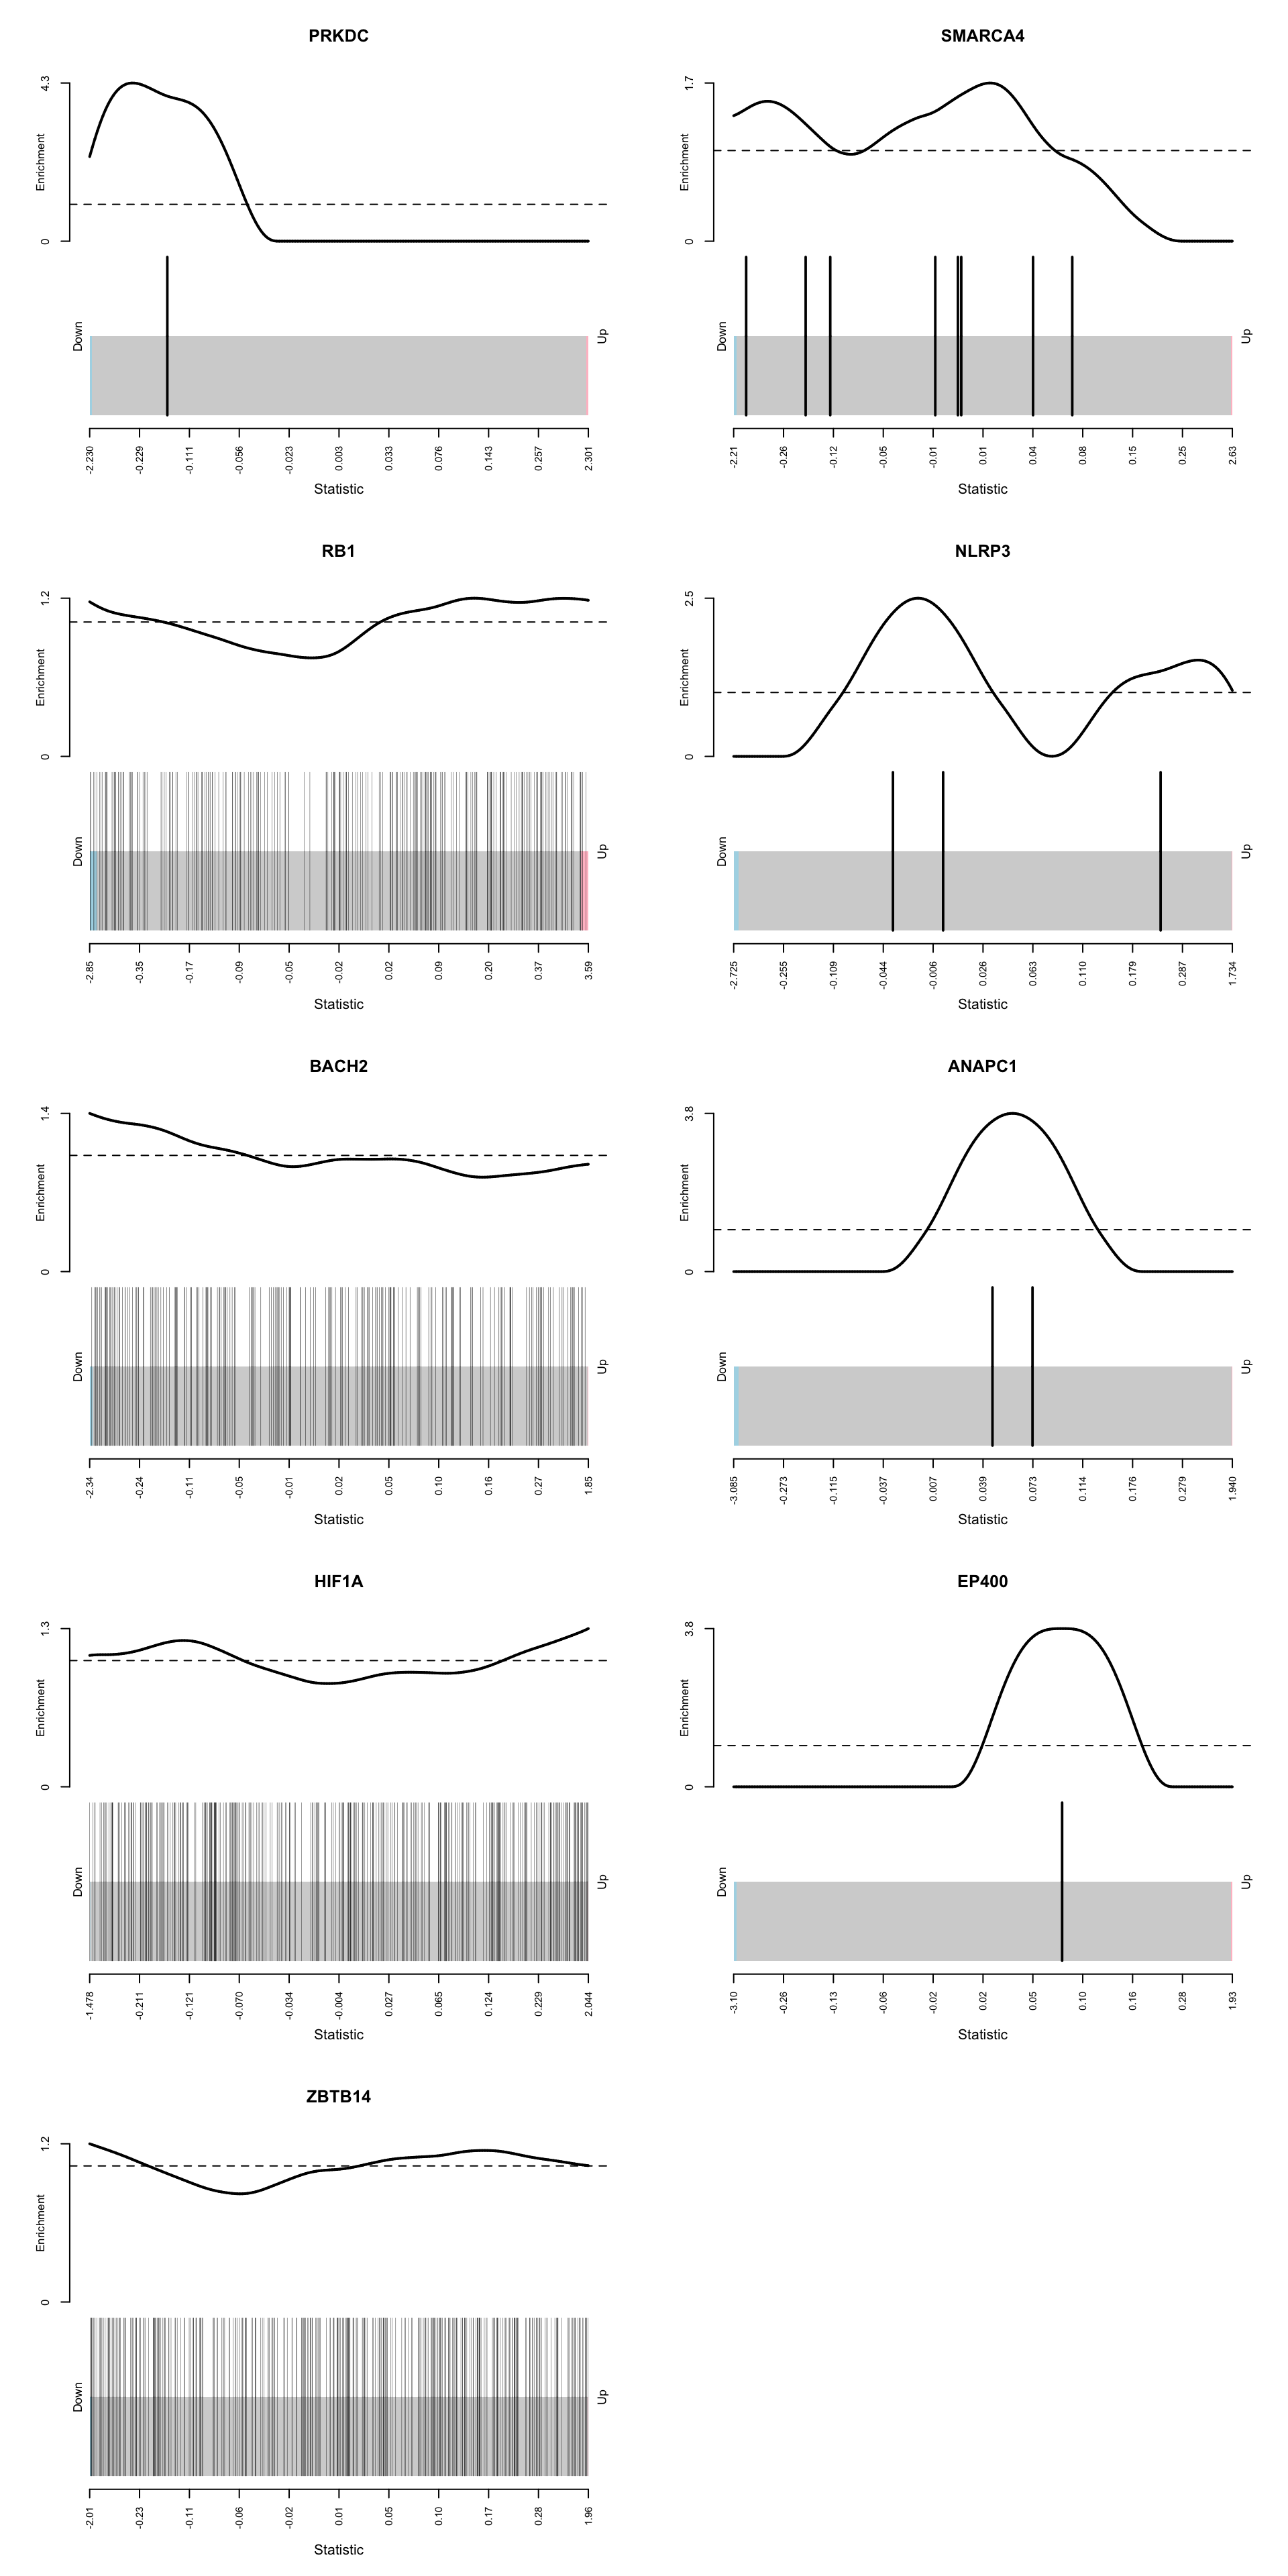 PRKDC
Enrichment
0 4.3
Down
Up
-2.230 -0.229 -0.111 -0.056 -0.023 0.003 0.033 0.076 0.143 0.257 2.301
Statistic
SMARCA4
Enrichment
0 1.7
Down
Up
-2.21 -0.26 -0.12 -0.05 -0.01 0.01 0.04 0.08 0.15 0.25 2.63
Statistic
RB1
Enrichment
0 1.2
Down
Up
-2.85 -0.35 -0.17 -0.09 -0.05 -0.02 0.02 0.09 0.20 0.37 3.59
Statistic
NLRP3
Enrichment
0 2.5
Down
Up
-2.725 -0.255 -0.109 -0.044 -0.006 0.026 0.063 0.110 0.179 0.287 1.734
Statistic
BACH2
Enrichment
0 1.4
Down
Up
-2.34 -0.24 -0.11 -0.05 -0.01 0.02 0.05 0.10 0.16 0.27 1.85
Statistic
ANAPC1
Enrichment
0 3.8
Down
Up
-3.085 -0.273 -0.115 -0.037 0.007 0.039 0.073 0.114 0.176 0.279 1.940
Statistic
HIF1A
Enrichment
0 1.3
Down
Up
-1.478 -0.211 -0.121 -0.070 -0.034 -0.004 0.027 0.065 0.124 0.229 2.044
Statistic
EP400
Enrichment
0 3.8
Down
Up
-3.10 -0.26 -0.13 -0.06 -0.02 0.02 0.05 0.10 0.16 0.28 1.93
Statistic
ZBTB14
Enrichment
0 1.2
Down
Up
-2.01 -0.23 -0.11 -0.06 -0.02 0.01 0.05 0.10 0.17 0.28 1.96
Statistic